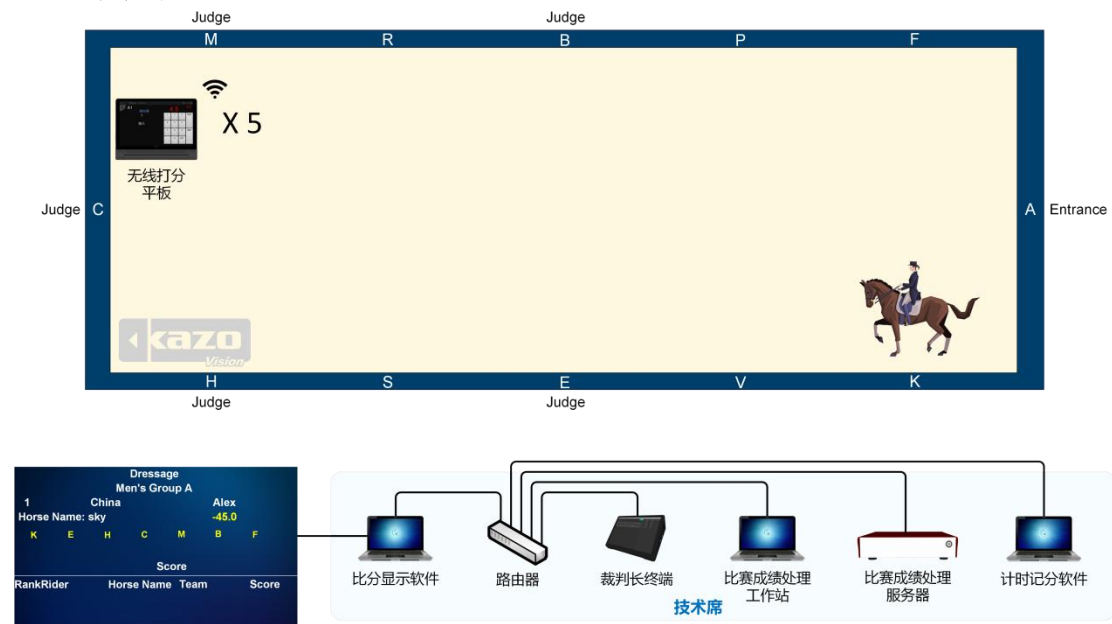 Judge Judge
M R B P F
X 5
无线打分
平板
Judge C A Entrance
kazo
Vision
H S E V K
Judge Judge
Dressage
Men's Group A
1 China Alex
Horse Name: sky -45.0
K E H C M B F
Score
RankRider Horse Name Team Score
比分显示软件
路由器
裁判长终端
比赛成绩处理
工作站
比赛成绩处理
服务器
计时记分软件
技术席